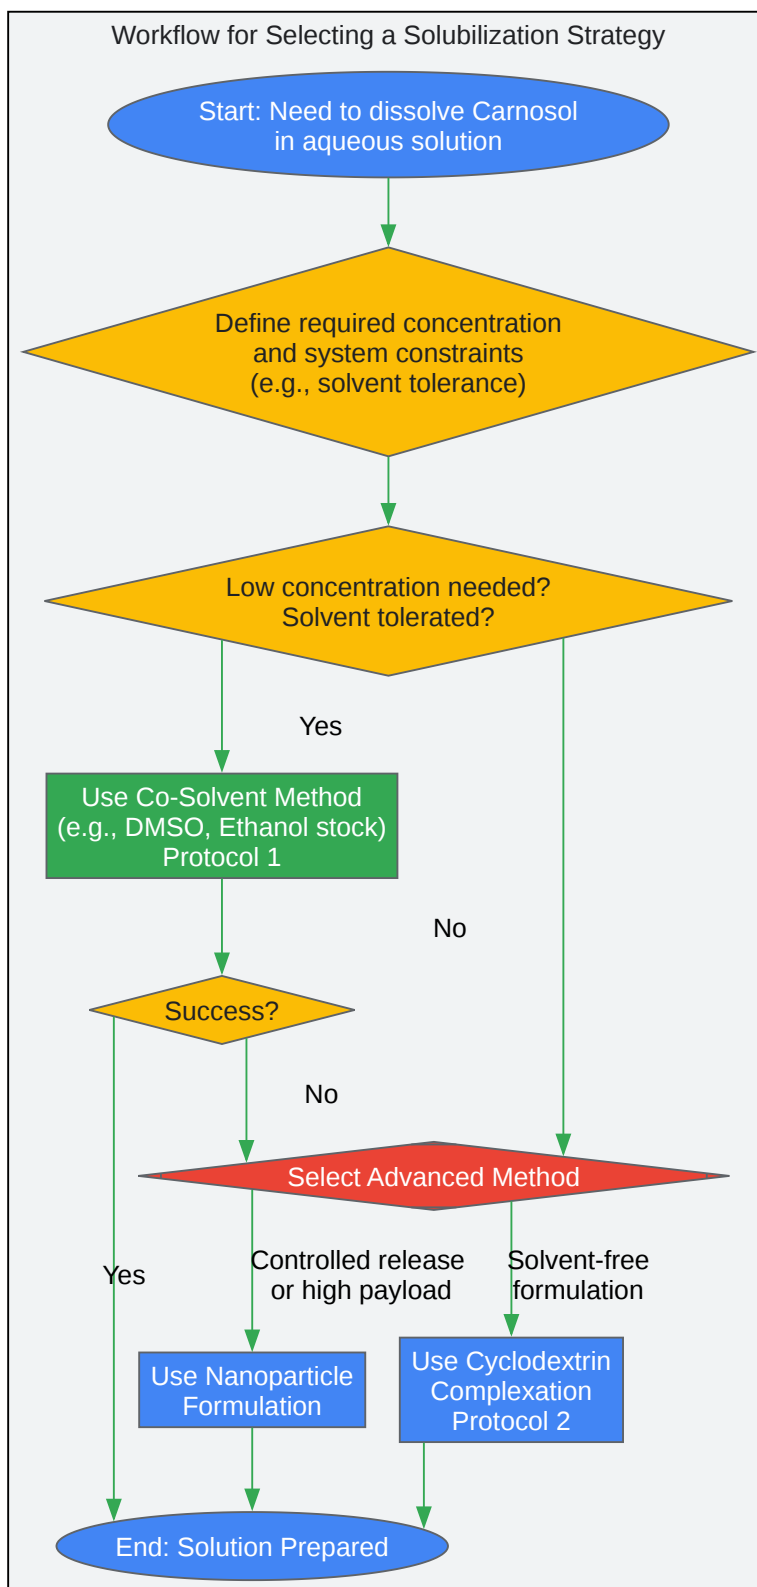 Workflow for Selecting a Solubilization Strategy
Start: Need to dissolve Carnosol
in aqueous solution
Define required concentration
and system constraints
(e.g., solvent tolerance)
Low concentration needed?
Solvent tolerated?
Yes
Use Co-Solvent Method
(e.g., DMSO, Ethanol stock)
Protocol 1
No
Success?
No
Select Advanced Method
Yes
Controlled release
or high payload
Solvent-free
formulation
Use Nanoparticle
Formulation
Use Cyclodextrin
Complexation
Protocol 2
End: Solution Prepared